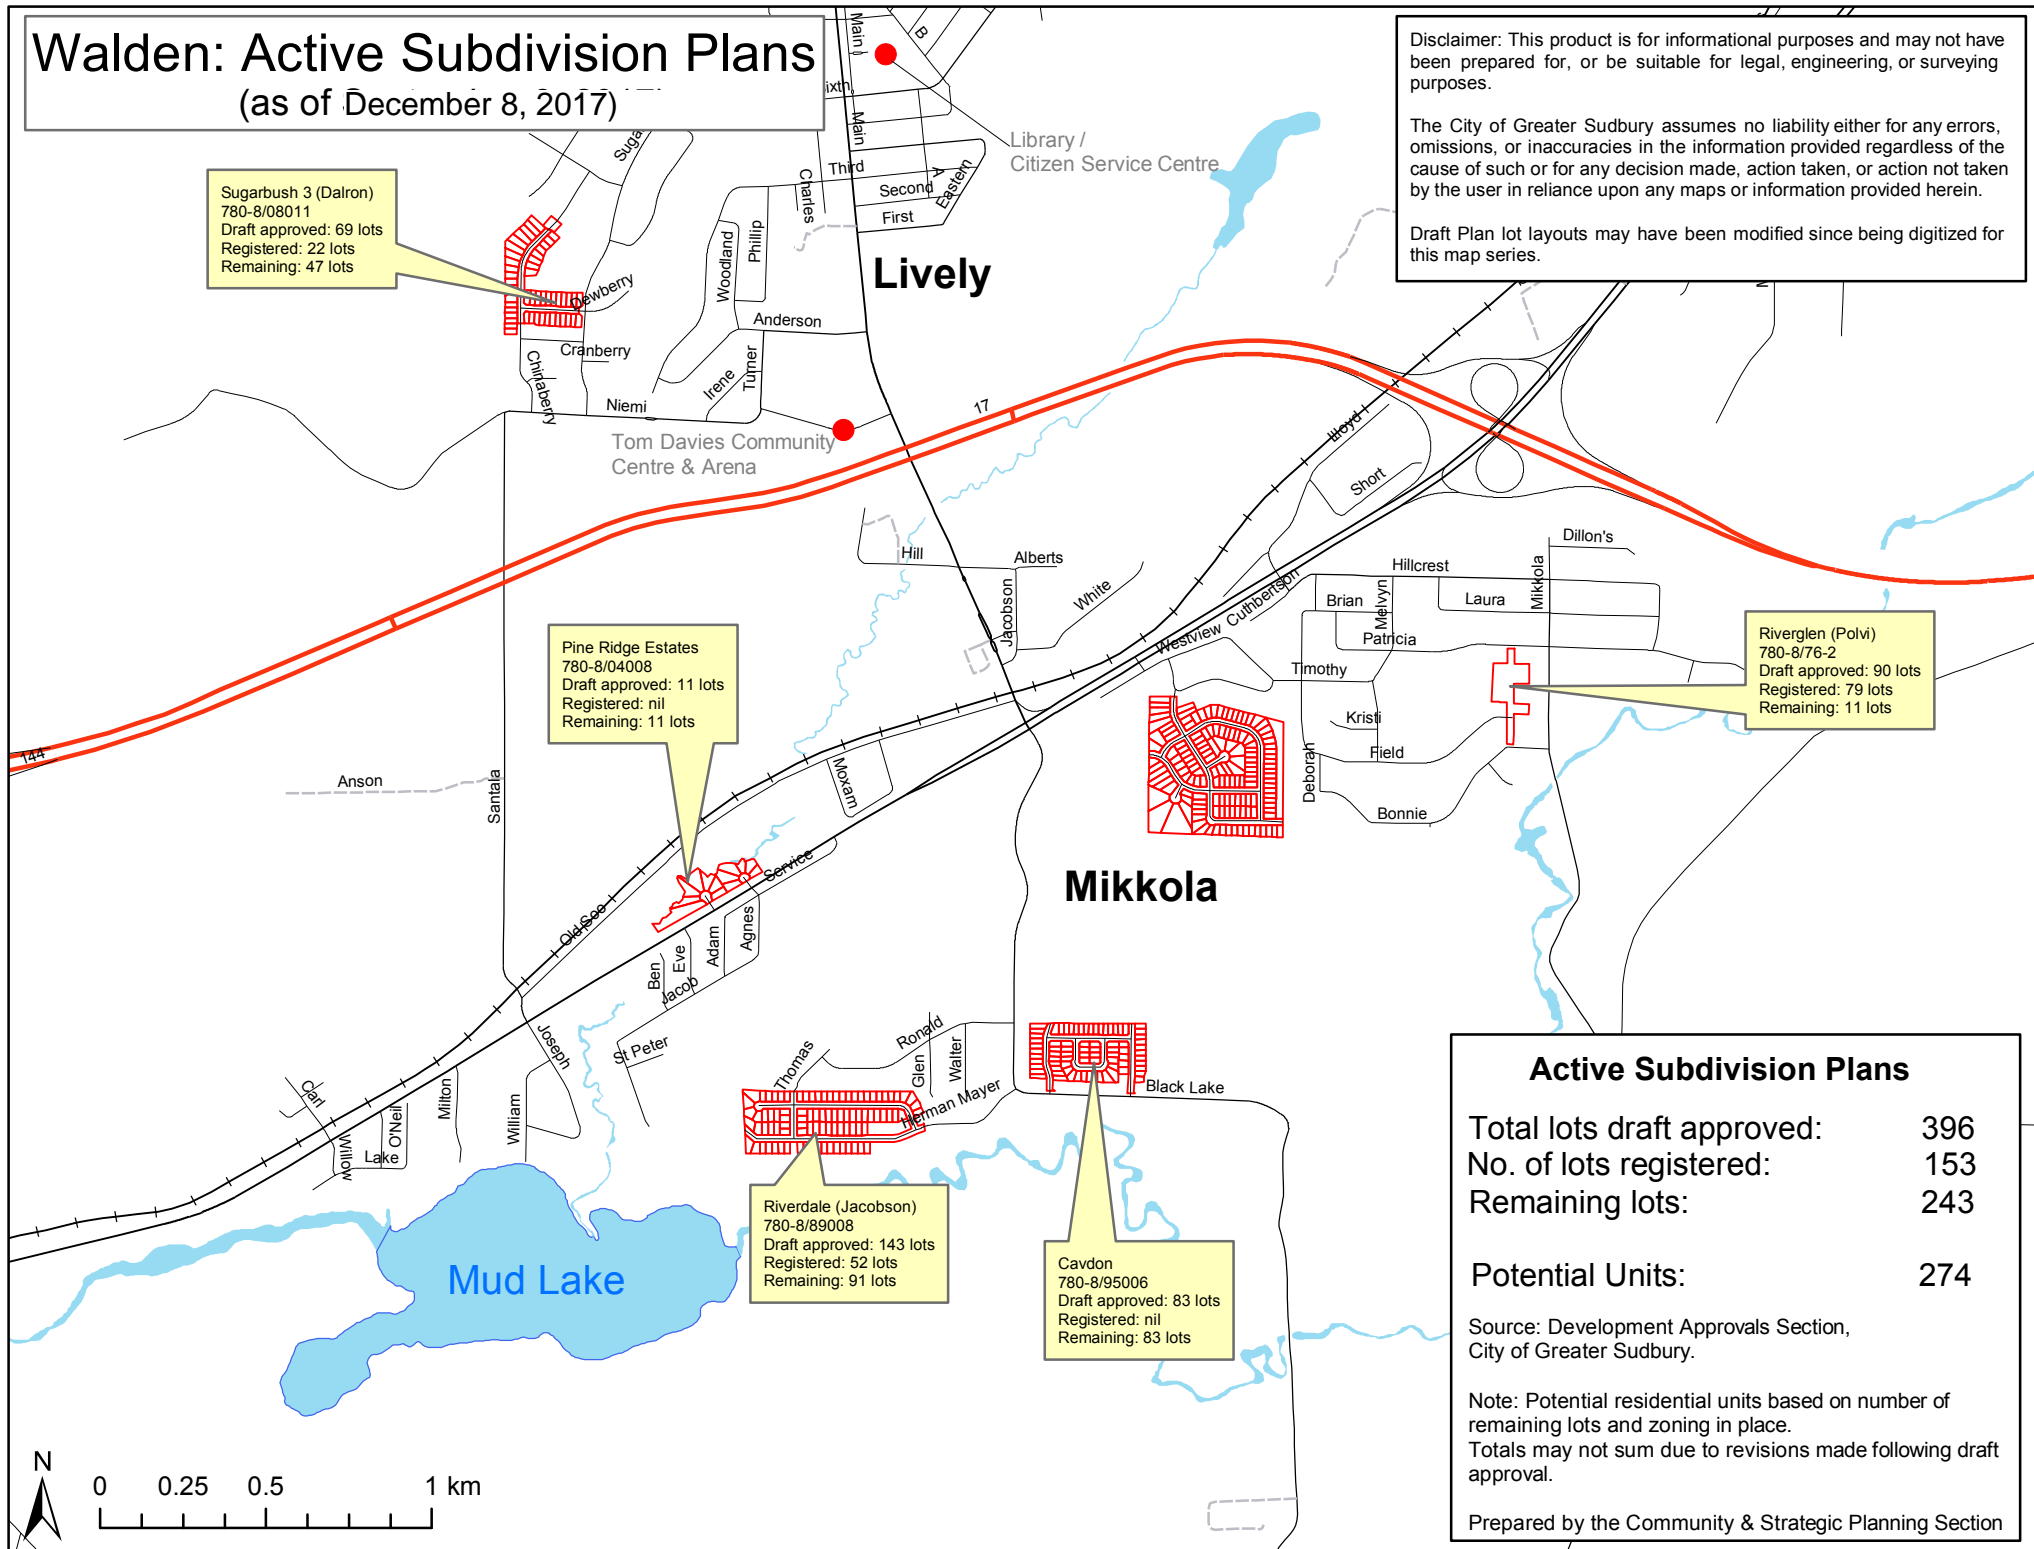 Walden: Active Subdivision Plans
(as of December 8, 2017)
Disclaimer: This product is for informational purposes and may not have
been prepared for, or be suitable for legal, engineering, or surveying
purposes.
The City of Greater Sudbury assumes no liability either for any errors,
omissions, or inaccuracies in the information provided regardless of the
cause of such or for any decision made, action taken, or action not taken
by the user in reliance upon any maps or information provided herein.
Draft Plan lot layouts may have been modified since being digitized for
this map series.
Main
B
Main
Library /
Citizen Service Centre
Third
Second
A
Eastern
First
Charles
Sugarbush 3 (Dalron)
780-8/08011
Draft approved: 69 lots
Registered: 22 lots
Remaining: 47 lots
Phillip
Woodland
Lively
Dewberry
Anderson
Cranberry
Chinaberry
Irene
Turner
Niemi
Tom Davies Community
Centre & Arena
17
Lloyd
Short
Dillon's
Hill
Alberts
Hillcrest
Jacobson
White
Westview
Cuthbertson
Brian
Melvyn
Laura
Mikkola
Patricia
Timothy
Riverglen (Polvi)
780-8/76-2
Draft approved: 90 lots
Registered: 79 lots
Remaining: 11 lots
Pine Ridge Estates
780-8/04008
Draft approved: 11 lots
Registered: nil
Remaining: 11 lots
Kristi
Field
Deborah
Bonnie
144
Anson
Santala
Moxam
Service
Mikkola
Old Soo
Ben
Eve
Adam
Agnes
Jacob
Joseph
St Peter
Thomas
Ronald
Glen
Walter
Herman Mayer
Black Lake
Carl
Willow
O'Neil
Lake
Milton
William
Riverdale (Jacobson)
780-8/89008
Draft approved: 143 lots
Registered: 52 lots
Remaining: 91 lots
Cavdon
780-8/95006
Draft approved: 83 lots
Registered: nil
Remaining: 83 lots
Mud Lake
Active Subdivision Plans
Total lots draft approved: 396
No. of lots registered: 153
Remaining lots: 243
Potential Units: 274
Source: Development Approvals Section,
City of Greater Sudbury.
Note: Potential residential units based on number of
remaining lots and zoning in place.
Totals may not sum due to revisions made following draft
approval.
Prepared by the Community & Strategic Planning Section
N
0 0.25 0.5 1 km